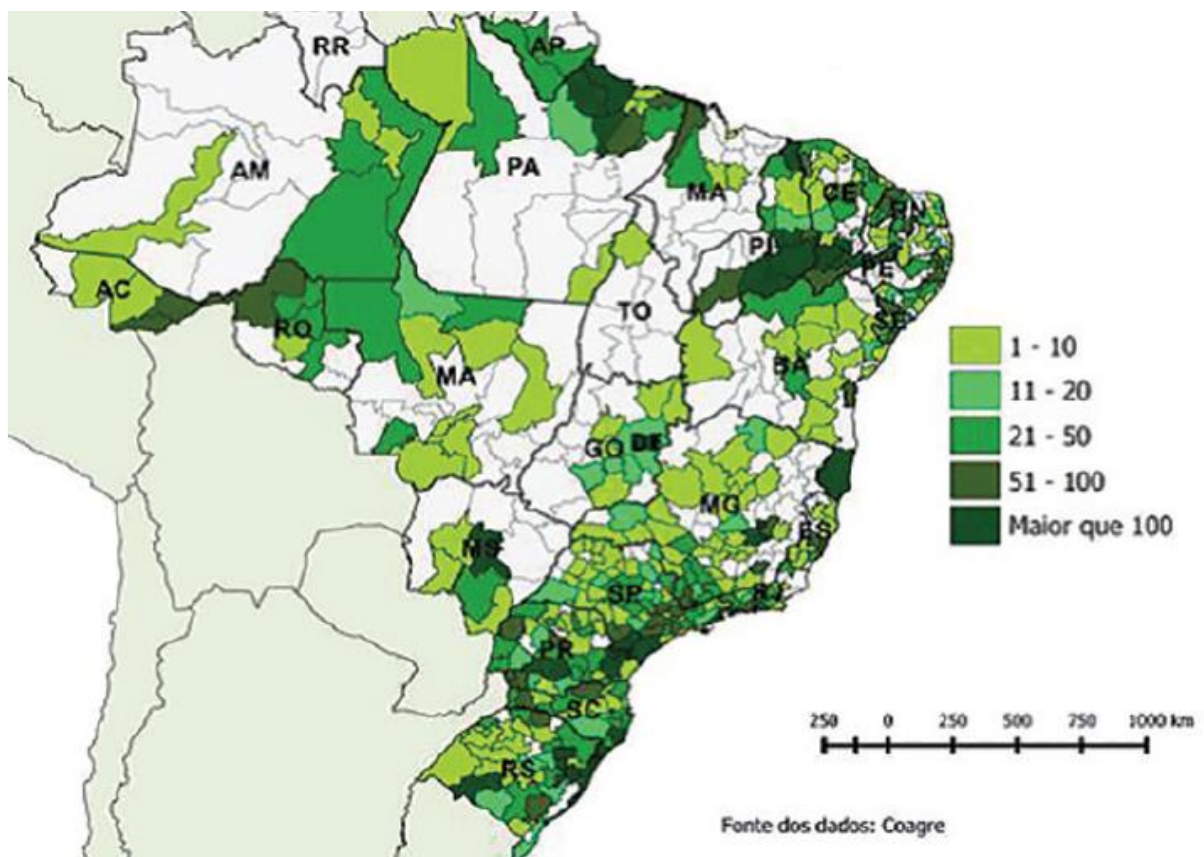 RR
AP
AM
PA
MA
CE
RN
PI
PE
AC
TO
RO
SE
BA
MA
GO
DF
MG
ES
MS
SP
RJ
PR
SC
RS
1 - 10
11 - 20
21 - 50
51 - 100
Maior que 100
250 0 250 500 750 1000 km
Fonte dos dados: Coagre